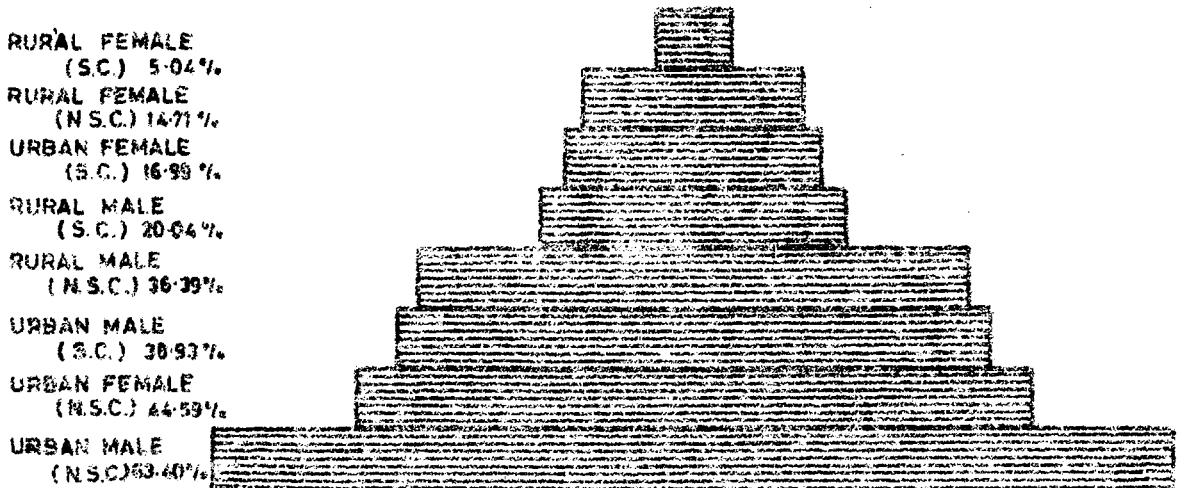 RURAL FEMALE
(S.C.) 5·04%
RURAL FEMALE
(N.S.C.) 14·71%
URBAN FEMALE
(S.C.) 16·99%
RURAL MALE
(S.C.) 20·04%
RURAL MALE
(N.S.C.) 36·39%
URBAN MALE
(S.C.) 38·93%
URBAN FEMALE
(N.S.C.) 44·59%
URBAN MALE
(N.S.C.) 63·40%